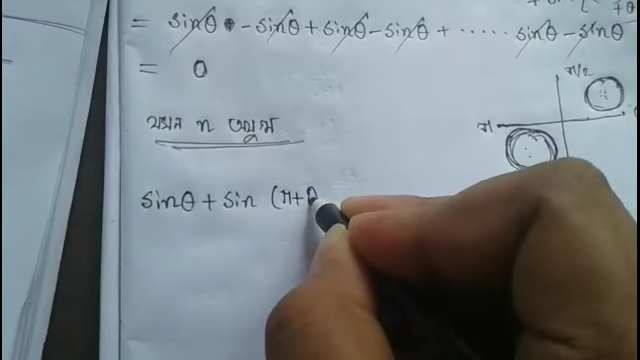 = sinθ - sinθ + sinθ - sinθ + ...... sinθ - sinθ
= 0
π/2
π
যখন n অযুগ্ম
sinθ + sin (π+θ